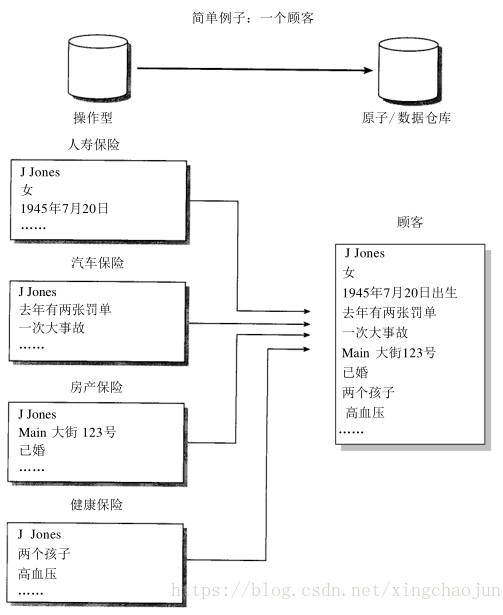 简单例子：一个顾客
操作型
原子/数据仓库
人寿保险
J Jones
女
1945年7月20日
……
汽车保险
J Jones
去年有两张罚单
一次大事故
……
房产保险
J Jones
Main 大街 123号
已婚
……
健康保险
J Jones
两个孩子
高血压
……
顾客
J Jones
女
1945年7月20日出生
去年有两张罚单
一次大事故
Main 大街123号
已婚
两个孩子
高血压
……
https://blog.csdn.net/xingchaojun